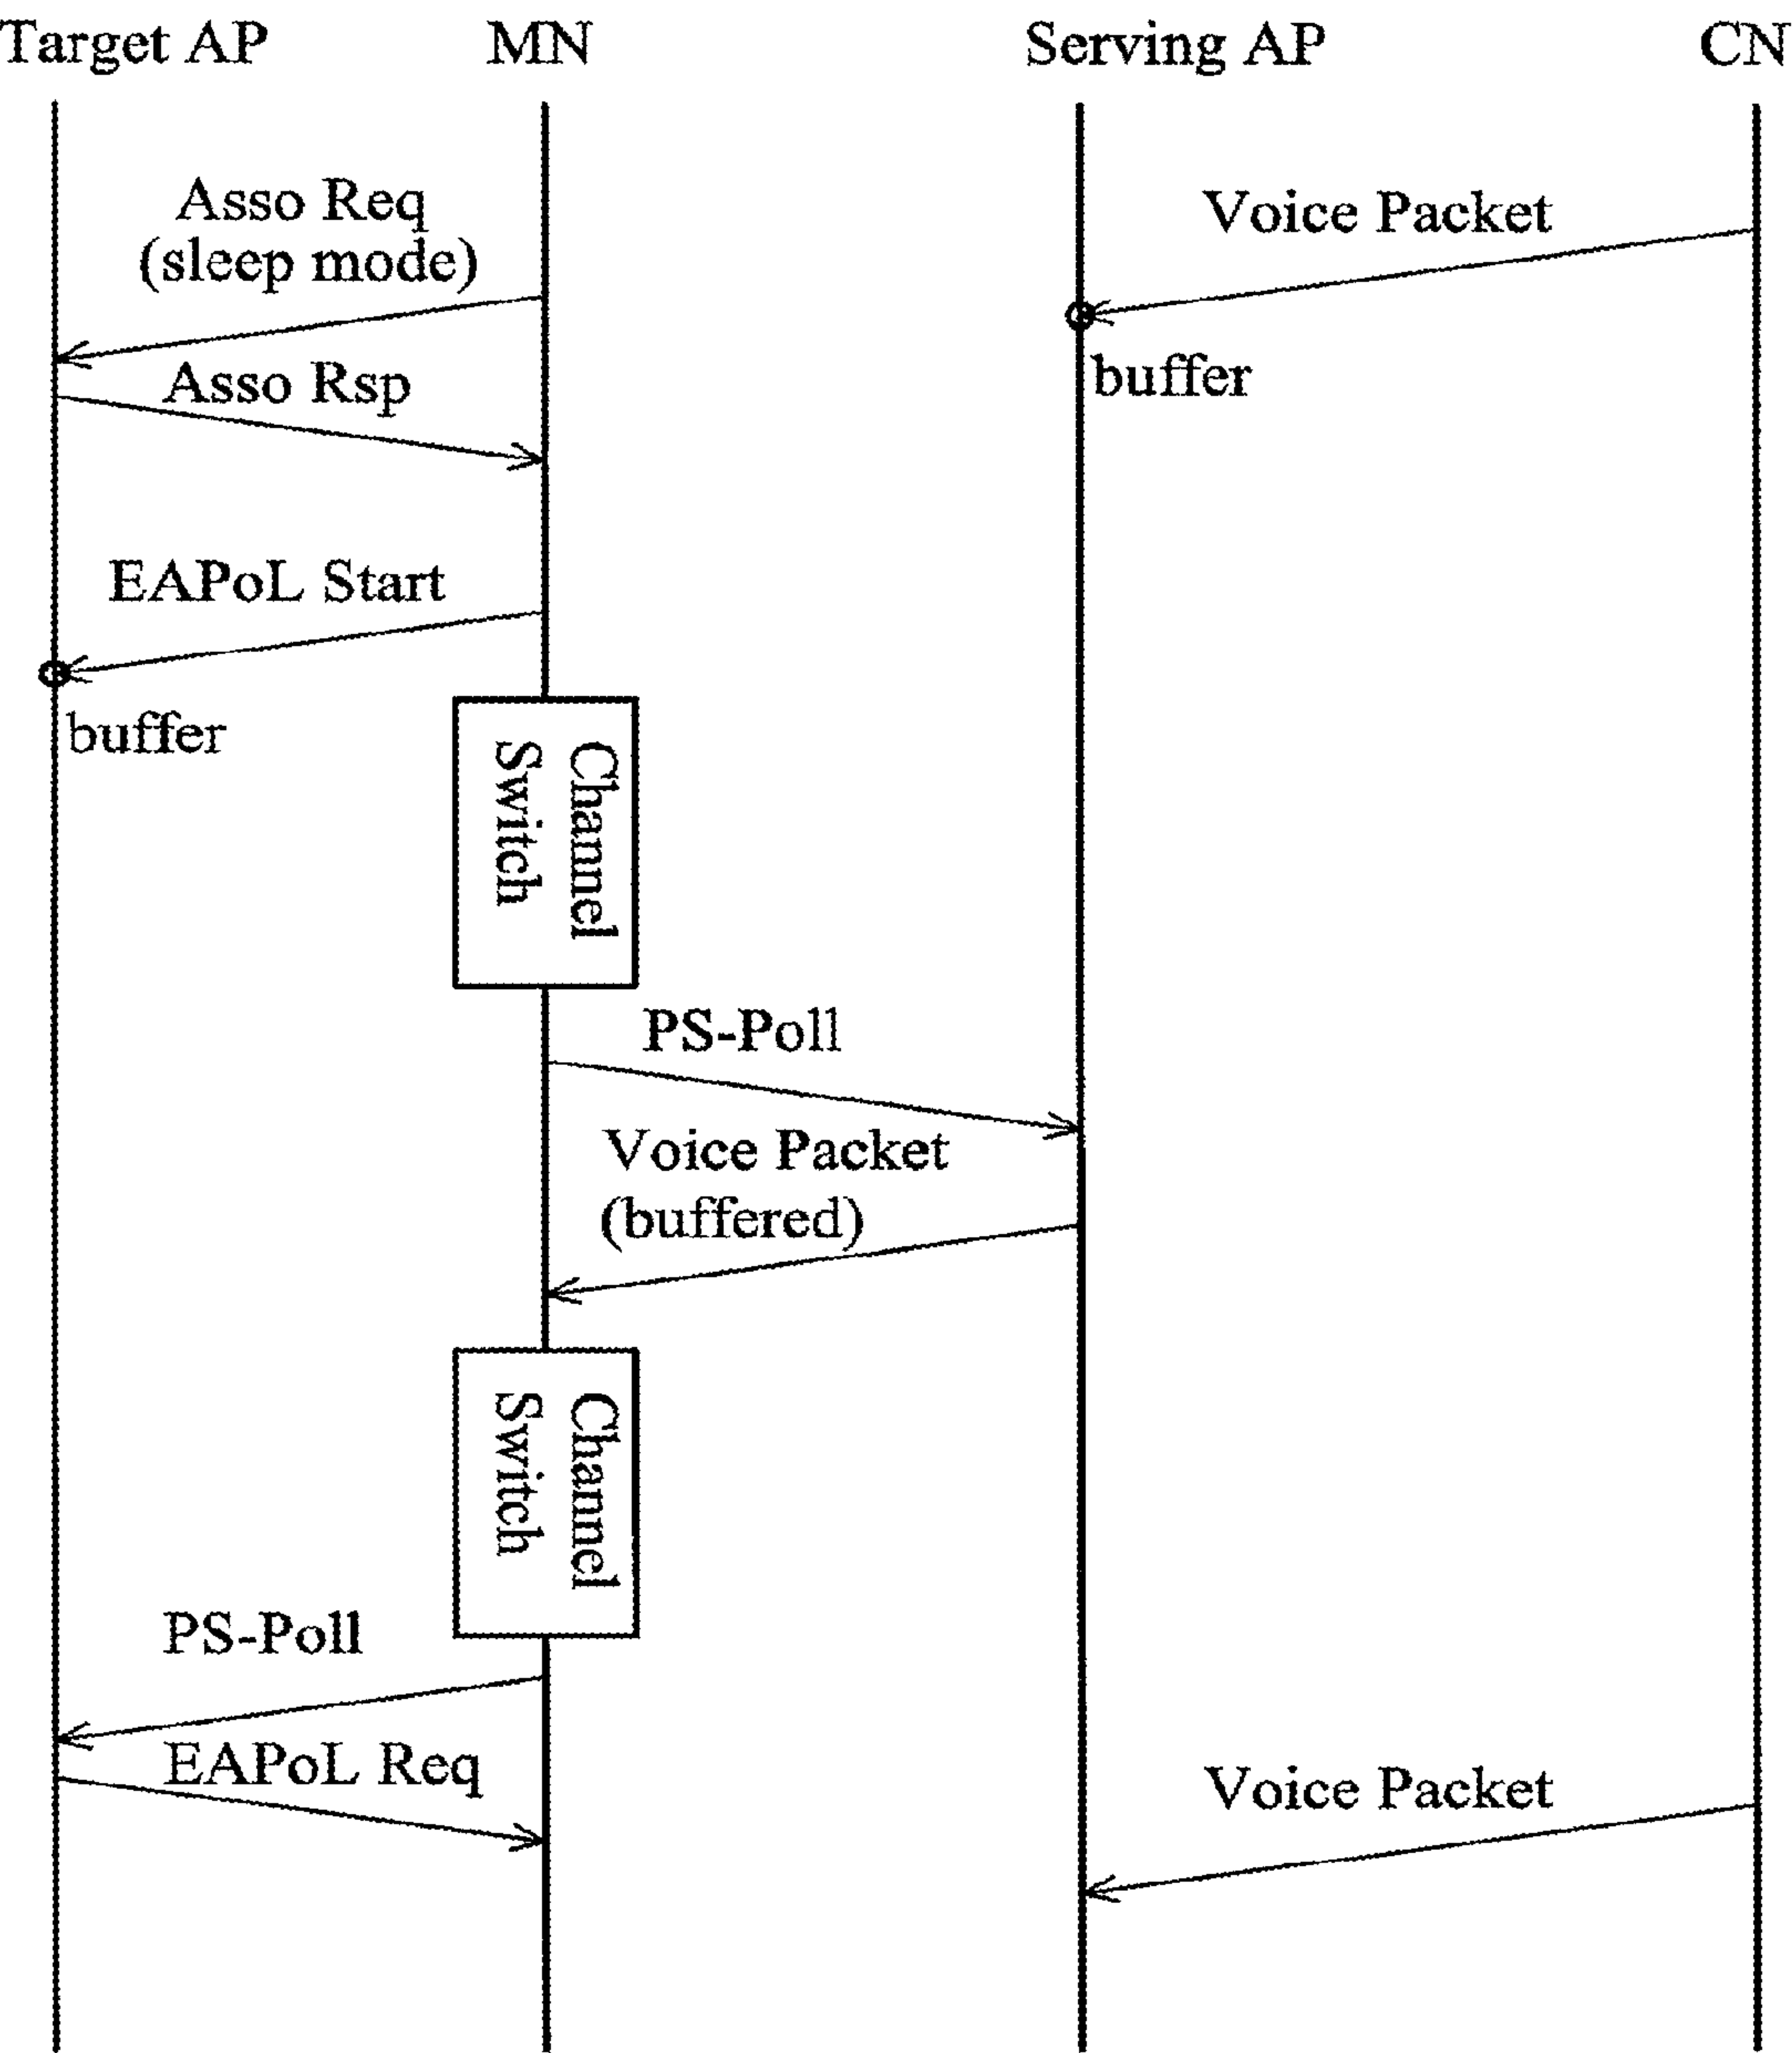 Target AP
MN
Serving AP
CN
Asso Req
(sleep mode)
Voice Packet
buffer
Asso Rsp
EAPoL Start
buffer
Channel
Switch
PS-Poll
Voice Packet
(buffered)
Channel
Switch
PS-Poll
EAPoL Req
Voice Packet